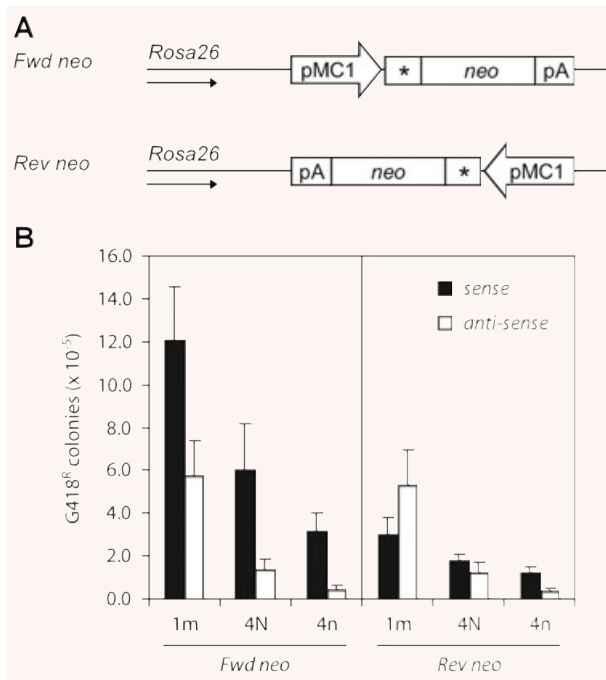 A
Fwd neo
Rosa26
pMC1 * neo pA
Rev neo
Rosa26
pA neo * pMC1
B
G418ᴿ colonies (x 10⁻⁵)
16.0
14.0
12.0
10.0
8.0
6.0
4.0
2.0
0.0
sense
anti-sense
1m 4N 4n 1m 4N 4n
Fwd neo Rev neo